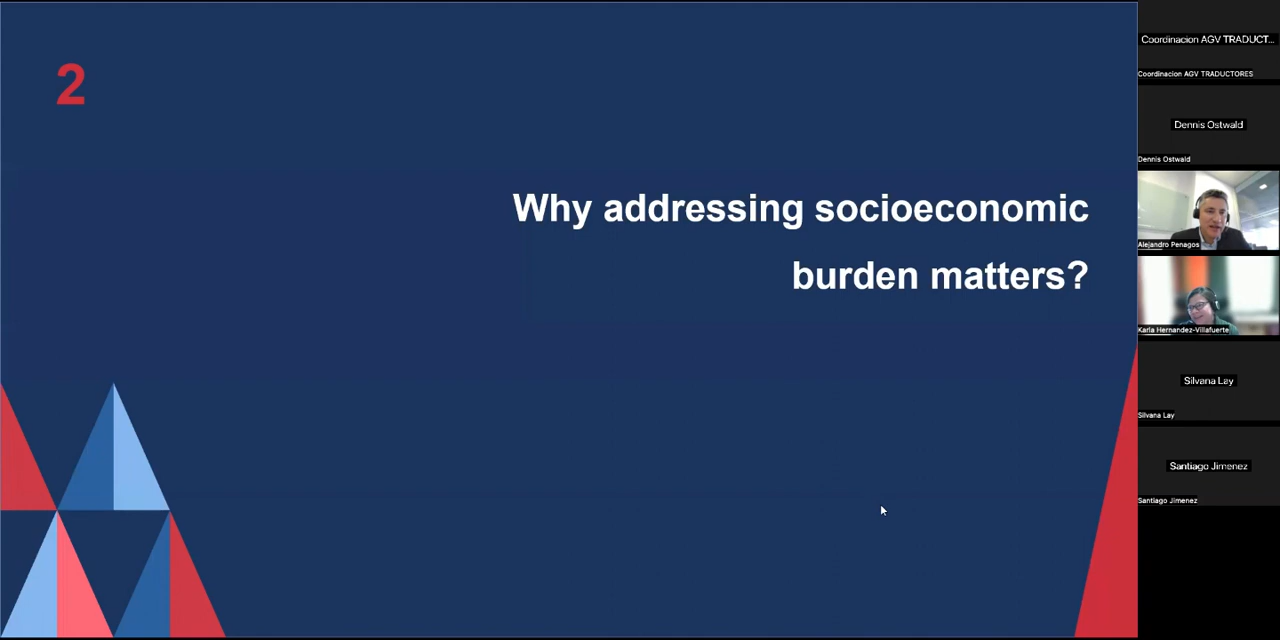 2
Why addressing socioeconomic
burden matters?
Coordinacion AGV TRADUCT...
Coordinacion AGV TRADUCTORES
Dennis Ostwald
Dennis Ostwald
Alejandro Penagos
Karla Hernandez-Villafuerte
Silvana Lay
Silvana Lay
Santiago Jimenez
Santiago Jimenez